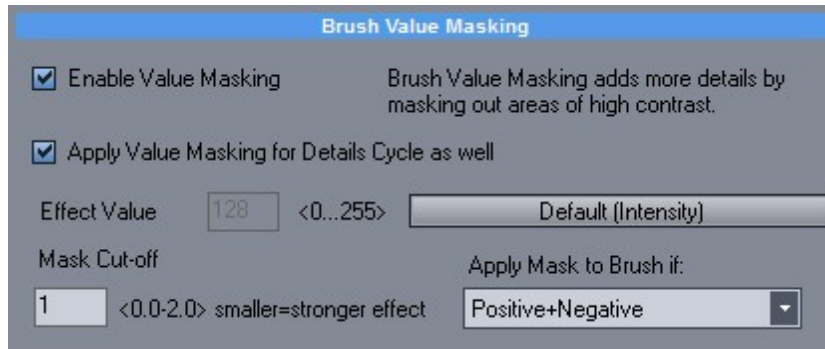 Brush Value Masking
Enable Value Masking
Brush Value Masking adds more details by
masking out areas of high contrast.
Apply Value Masking for Details Cycle as well
Effect Value 128 <0...255> Default (Intensity)
Mask Cut-off
Apply Mask to Brush if:
1 <0.0-2.0> smaller=stronger effect Positive+Negative